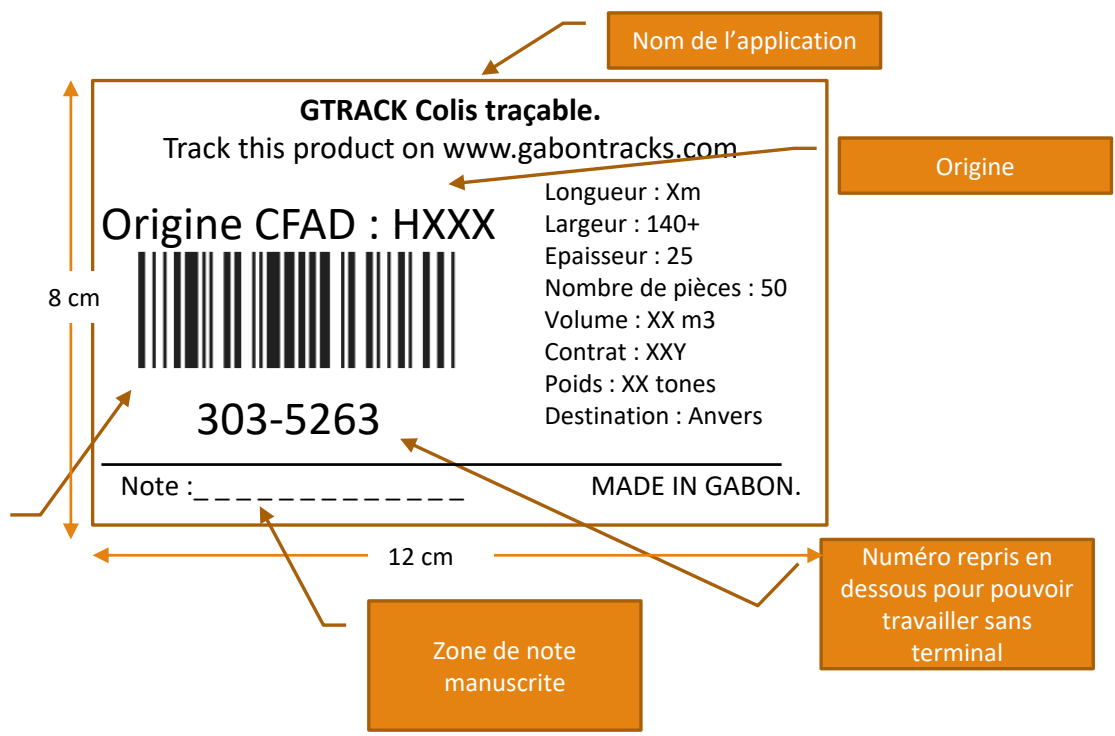 Nom de l’application
GTRACK Colis traçable.
Track this product on www.gabontracks.com
Origine
Origine CFAD : HXXX
Longueur : Xm
Largeur : 140+
Epaisseur : 25
Nombre de pièces : 50
Volume : XX m3
Contrat : XXY
Poids : XX tones
Destination : Anvers
8 cm
303-5263
Note :_ _ _ _ _ _ _ _ _ _ _ _ _
MADE IN GABON.
12 cm
Numéro repris en
dessous pour pouvoir
travailler sans
terminal
Zone de note
manuscrite